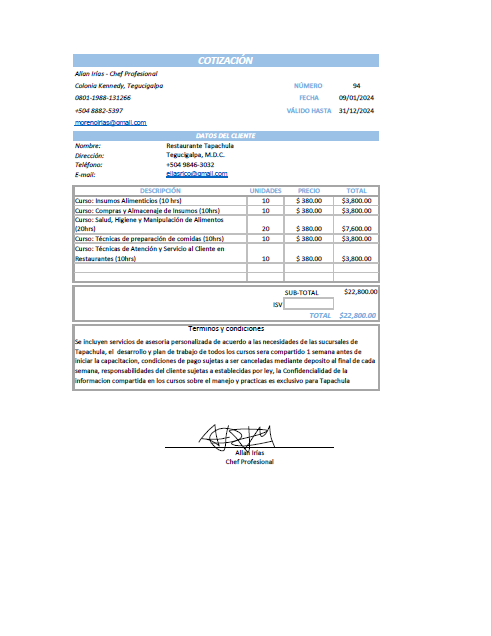 COTIZACIÓN
Allan Irías - Chef Profesional
Colonia Kennedy, Tegucigalpa
NÚMERO 94
0801-1988-131266
FECHA 09/01/2024
+504 8882-5397
VÁLIDO HASTA 31/12/2024
morenoirias@gmail.com
DATOS DEL CLIENTE
Nombre: Restaurante Tapachula
Dirección: Tegucigalpa, M.D.C.
Teléfono: +504 9846-3032
E-mail: eliasrico@gmail.com
DESCRIPCIÓN UNIDADES PRECIO TOTAL
Curso: Insumos Alimenticios (10 hrs) 10 $ 380.00 $3,800.00
Curso: Compras y Almacenaje de Insumos (10hrs) 10 $ 380.00 $3,800.00
Curso: Salud, Higiene y Manipulación de Alimentos
(20hrs) 20 $ 380.00 $7,600.00
Curso: Técnicas de preparación de comidas (10hrs) 10 $ 380.00 $3,800.00
Curso: Técnicas de Atención y Servicio al Cliente en
Restaurantes (10hrs) 10 $ 380.00 $3,800.00
SUB-TOTAL $22,800.00
ISV
TOTAL $22,800.00
Terminos y condiciones
Se incluyen servicios de asesoria personalizada de acuerdo a las necesidades de las sucursales de
Tapachula, el desarrollo y plan de trabajo de todos los cursos sera compartido 1 semana antes de
iniciar la capacitacion, condiciones de pago sujetas a ser canceladas mediante deposito al final de cada
semana, responsabilidades del cliente sujetas a establecidas por ley, la Confidencialidad de la
informacion compartida en los cursos sobre el manejo y practicas es exclusivo para Tapachula
Allan Irías
Chef Profesional